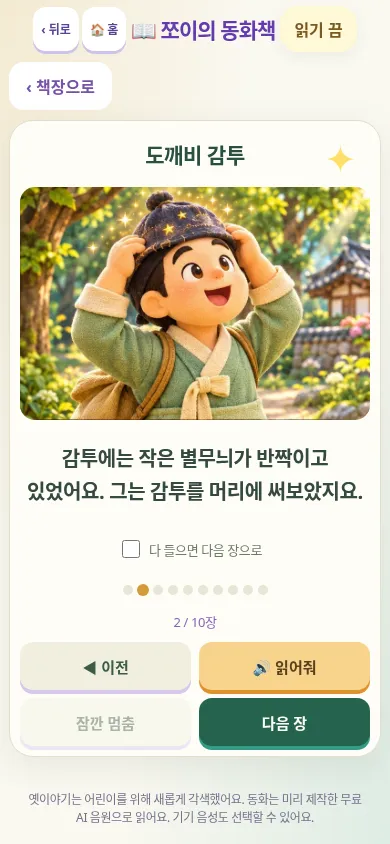 ‹ 뒤로 🏠 홈 📖 쪼이의 동화책 읽기 끔
‹ 책장으로
도깨비 감투
감투에는 작은 별무늬가 반짝이고
있었어요. 그는 감투를 머리에 써보았지요.
다 들으면 다음 장으로
2 / 10장
◀ 이전 🔊 읽어줘
잠깐 멈춤 다음 장
옛이야기는 어린이를 위해 새롭게 각색했어요. 동화는 미리 제작한 무료
AI 음원으로 읽어요. 기기 음성도 선택할 수 있어요.